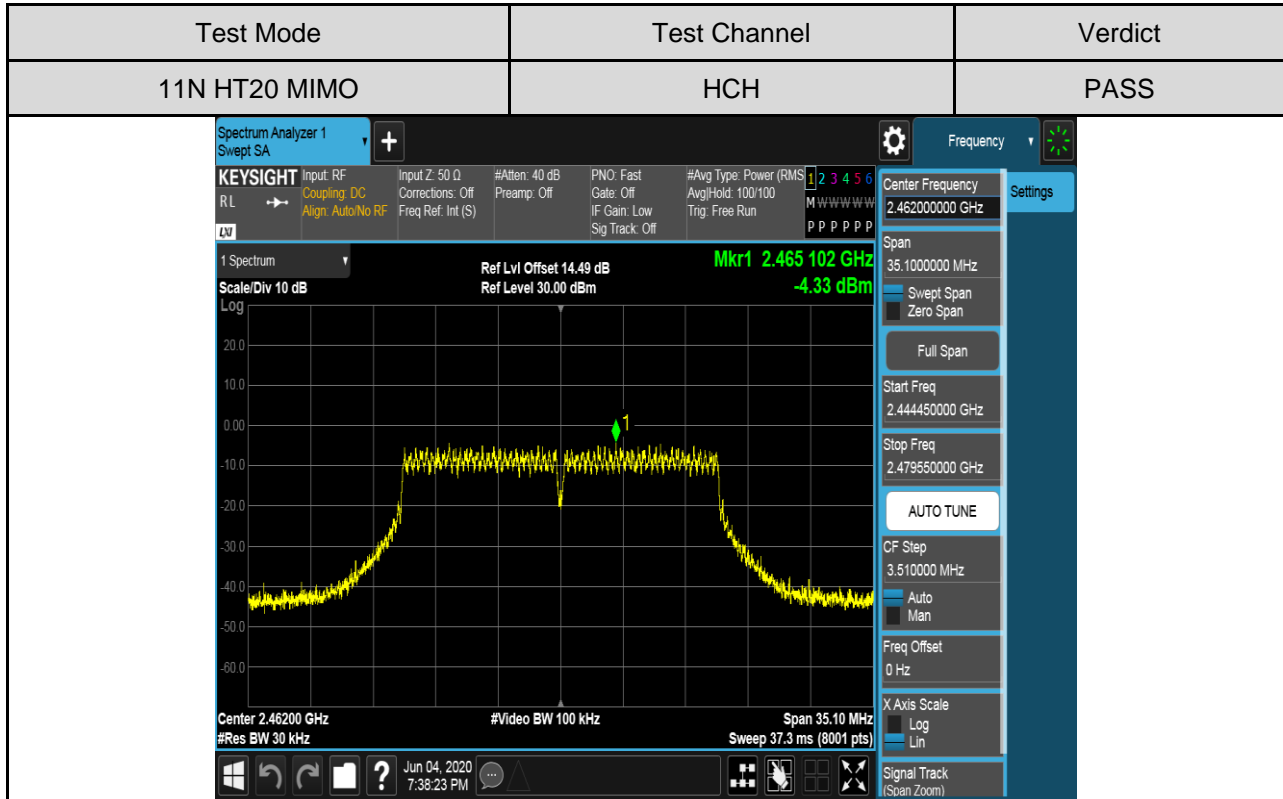 Test Mode Test Channel Verdict
11N HT20 MIMO HCH PASS
Spectrum Analyzer 1
Swept SA
+
Frequency
KEYSIGHT
RL
LXI
Input: RF
Coupling: DC
Align: Auto/No RF
Input Z: 50 Ω
Corrections: Off
Freq Ref: Int (S)
#Atten: 40 dB
Preamp: Off
PNO: Fast
Gate: Off
IF Gain: Low
Sig Track: Off
#Avg Type: Power (RMS
Avg|Hold: 100/100
Trig: Free Run
1 2 3 4 5 6
M W W W W W
P P P P P P
1 Spectrum
Scale/Div 10 dB
Ref Lvl Offset 14.49 dB
Ref Level 30.00 dBm
Mkr1 2.465 102 GHz
-4.33 dBm
Log
20.0
10.0
0.00
-10.0
-20.0
-30.0
-40.0
-50.0
-60.0
1
Center 2.46200 GHz
#Res BW 30 kHz
#Video BW 100 kHz
Span 35.10 MHz
Sweep 37.3 ms (8001 pts)
Center Frequency
2.462000000 GHz
Settings
Span
35.1000000 MHz
Swept Span
Zero Span
Full Span
Start Freq
2.444450000 GHz
Stop Freq
2.479550000 GHz
AUTO TUNE
CF Step
3.510000 MHz
Auto
Man
Freq Offset
0 Hz
X Axis Scale
Log
Lin
Signal Track
(Span Zoom)
?
Jun 04, 2020
7:38:23 PM